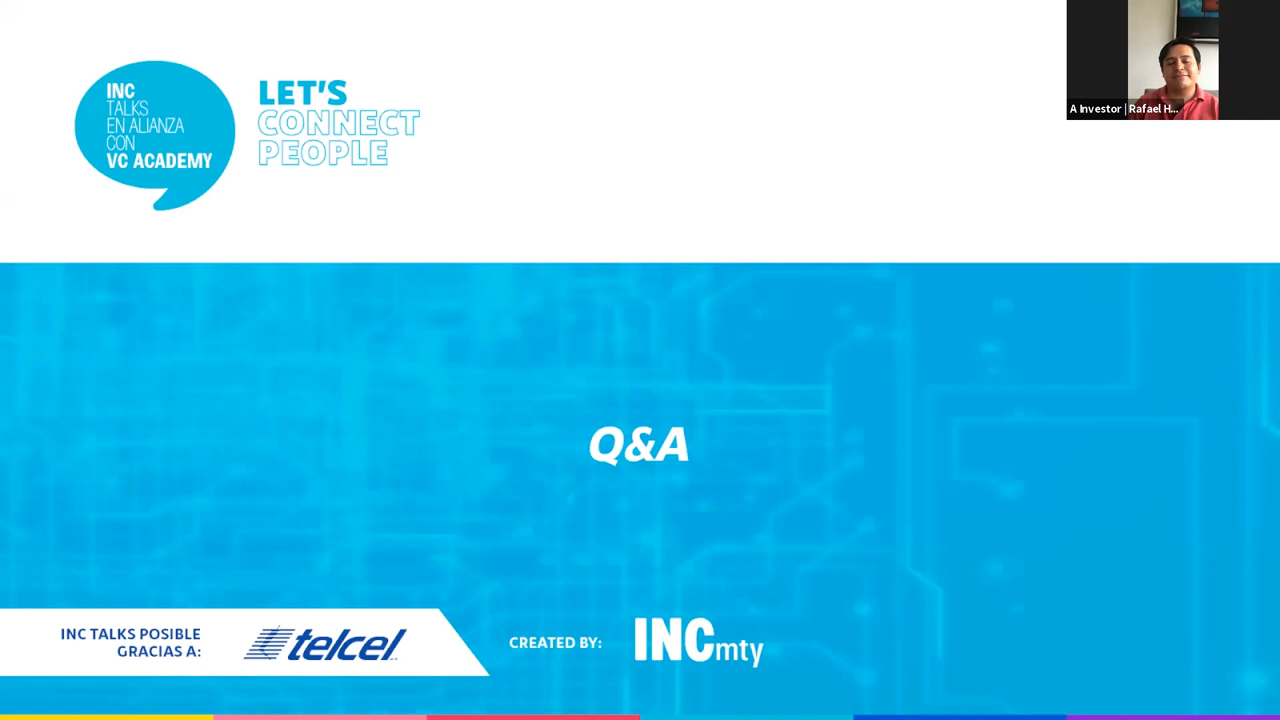 INC
TALKS
EN ALIANZA
CON
VC ACADEMY
LET'S
CONNECT
PEOPLE
A Investor | Rafael H...
Q&A
INC TALKS POSIBLE
GRACIAS A:
telcel
CREATED BY:
INCmty